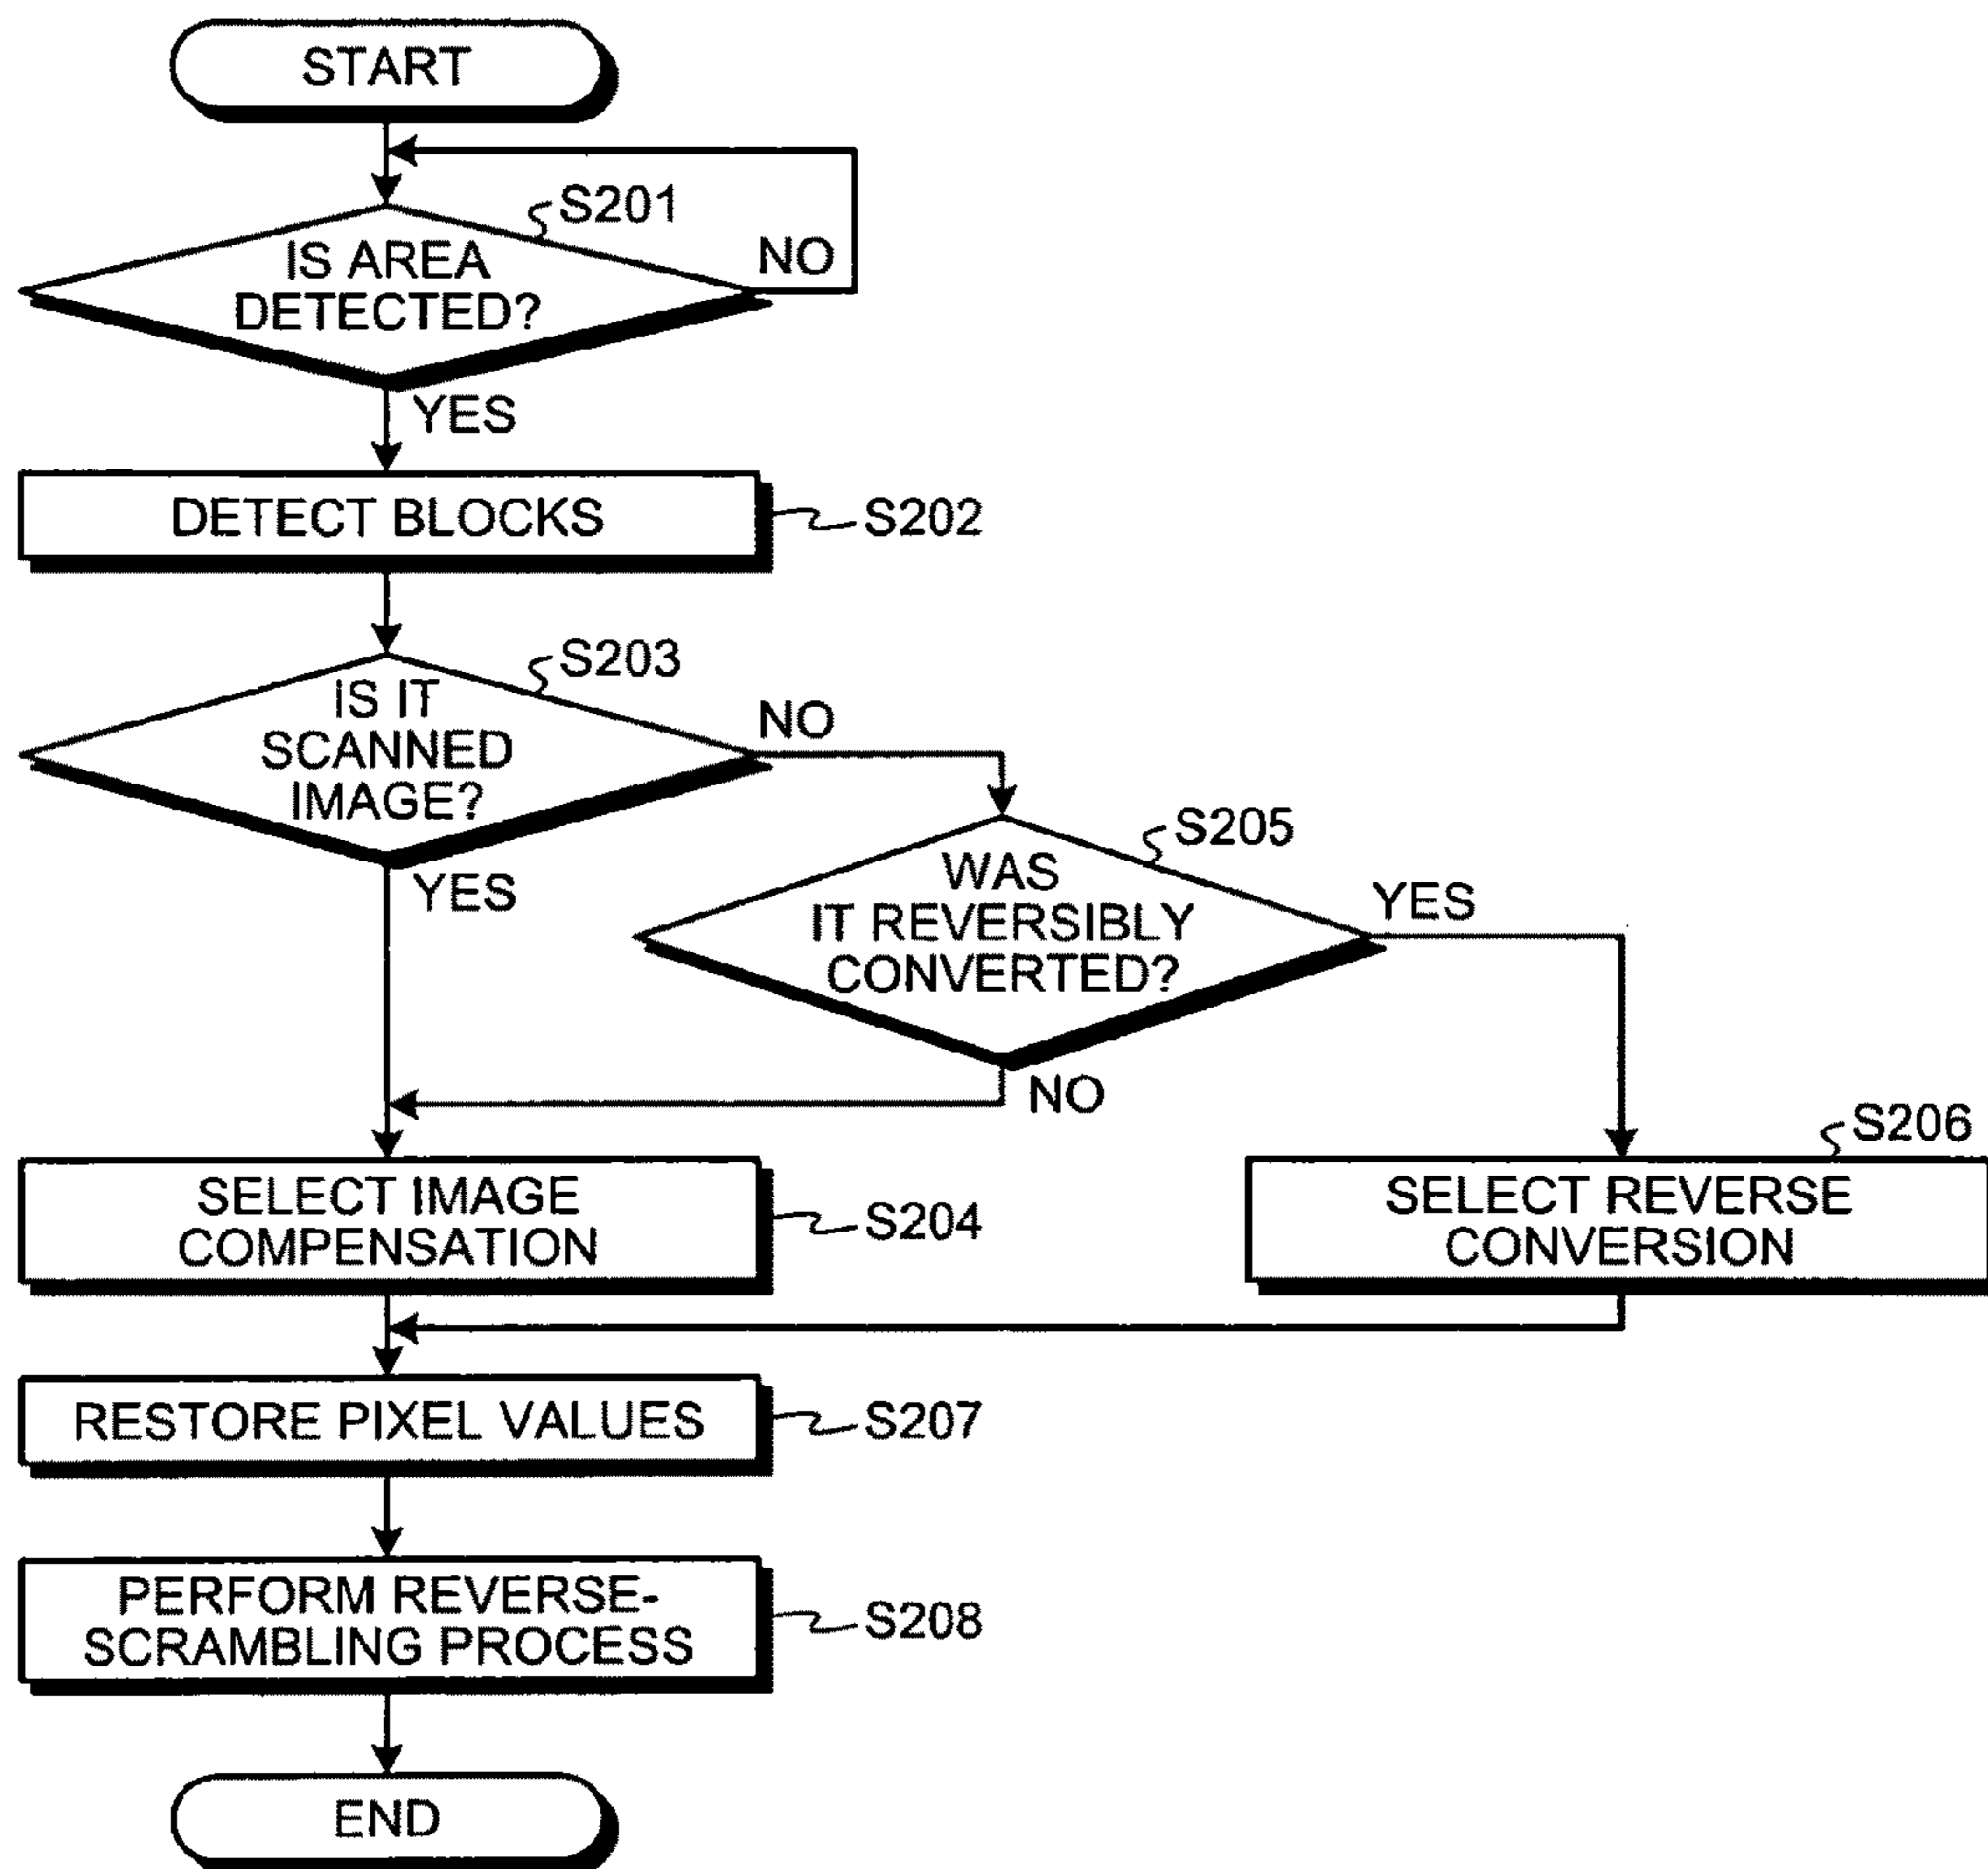 START
S201
IS AREA
DETECTED?
NO
YES
DETECT BLOCKS
S202
S203
IS IT
SCANNED
IMAGE?
NO
YES
S205
WAS
IT REVERSIBLY
CONVERTED?
YES
NO
S206
SELECT IMAGE
COMPENSATION
S204
SELECT REVERSE
CONVERSION
RESTORE PIXEL VALUES
S207
PERFORM REVERSE-
SCRAMBLING PROCESS
S208
END